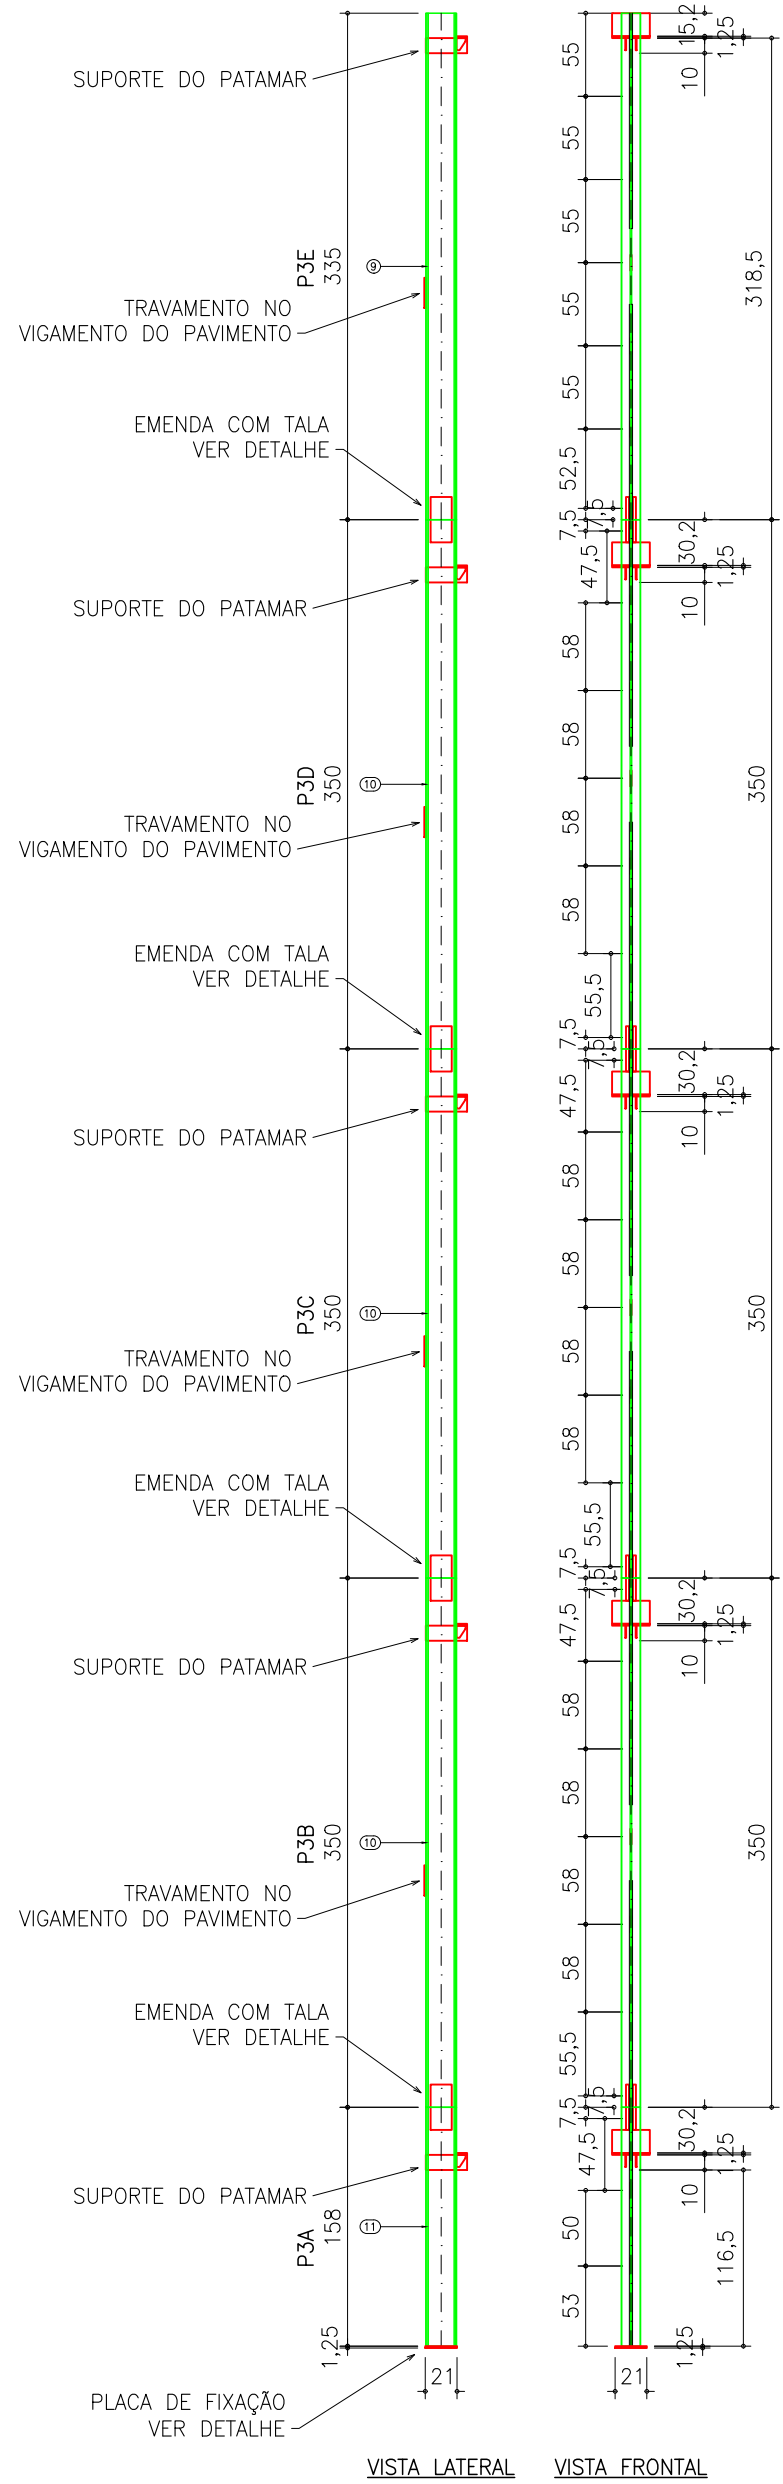 SUPORTE DO PATAMAR
P3E
335
9
TRAVAMENTO NO
VIGAMENTO DO PAVIMENTO
EMENDA COM TALA
VER DETALHE
SUPORTE DO PATAMAR
P3D
350
10
TRAVAMENTO NO
VIGAMENTO DO PAVIMENTO
EMENDA COM TALA
VER DETALHE
SUPORTE DO PATAMAR
P3C
350
10
TRAVAMENTO NO
VIGAMENTO DO PAVIMENTO
EMENDA COM TALA
VER DETALHE
SUPORTE DO PATAMAR
P3B
350
10
TRAVAMENTO NO
VIGAMENTO DO PAVIMENTO
EMENDA COM TALA
VER DETALHE
SUPORTE DO PATAMAR
158
P3A
11
1,25
21
PLACA DE FIXAÇÃO
VER DETALHE
VISTA LATERAL
55
55
55
55
55
52,5
7,5
7,5
47,5
58
58
58
58
55,5
7,5
7,5
47,5
58
58
58
58
55,5
7,5
7,5
47,5
58
58
58
58
55,5
7,5
7,5
47,5
50
53
15,2
1,25
10
318,5
30,2
1,25
10
350
30,2
1,25
10
350
30,2
1,25
10
350
30,2
1,25
10
116,5
1,25
21
VISTA FRONTAL